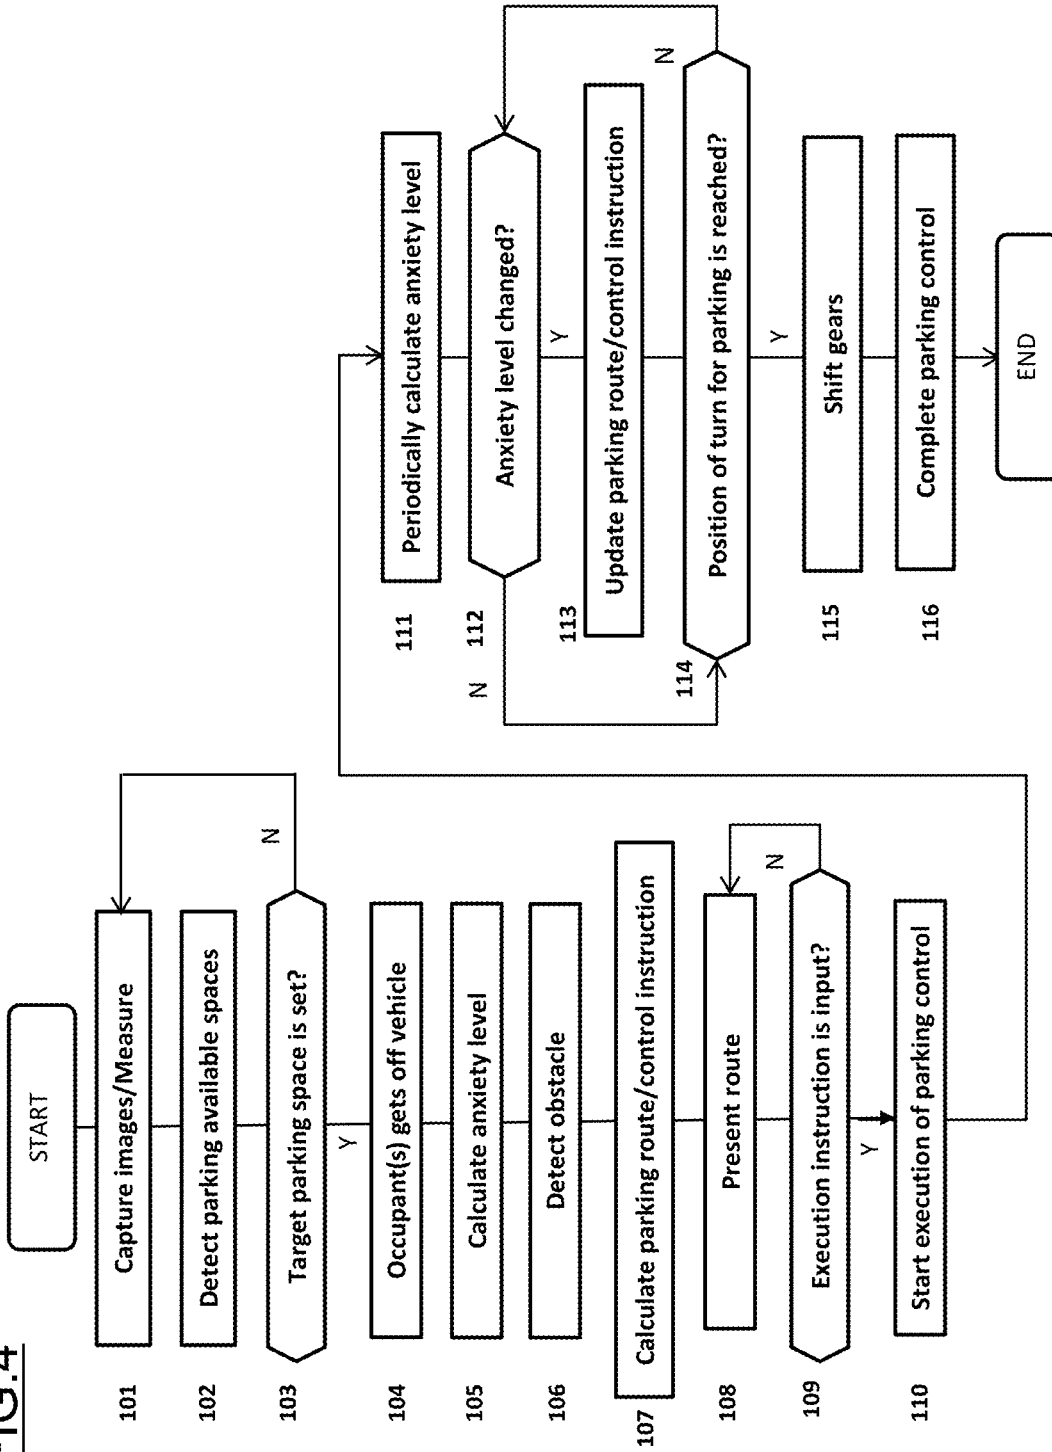 FIG.4
START
101 Capture images/Measure
102 Detect parking available spaces
103 Target parking space is set?
N
Y
104 Occupant(s) gets off vehicle
105 Calculate anxiety level
106 Detect obstacle
107 Calculate parking route/control instruction
108 Present route
109 Execution instruction is input?
N
Y
110 Start execution of parking control
111 Periodically calculate anxiety level
112 Anxiety level changed?
N
Y
113 Update parking route/control instruction
114 Position of turn for parking is reached?
N
Y
115 Shift gears
116 Complete parking control
END